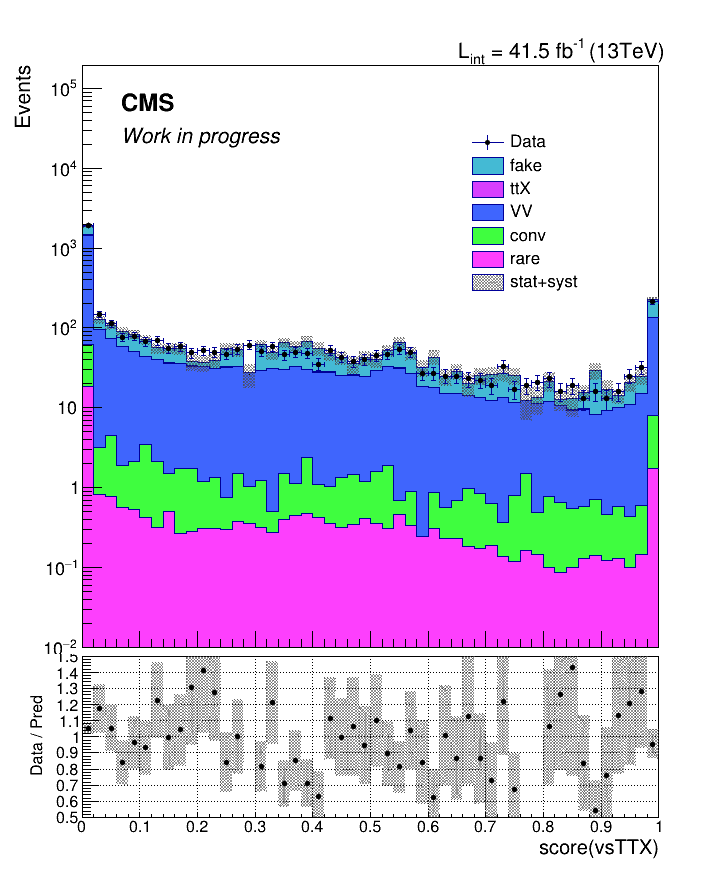 L_int = 41.5 fb^-1 (13TeV)
Events
CMS
Work in progress
Data
fake
ttX
VV
conv
rare
stat+syst
10^5
10^4
10^3
10^2
10
1
10^-1
10^-2
Data / Pred
1.5
1.4
1.3
1.2
1.1
1
0.9
0.8
0.7
0.6
0.5
0 0.1 0.2 0.3 0.4 0.5 0.6 0.7 0.8 0.9 1
score(vsTTX)